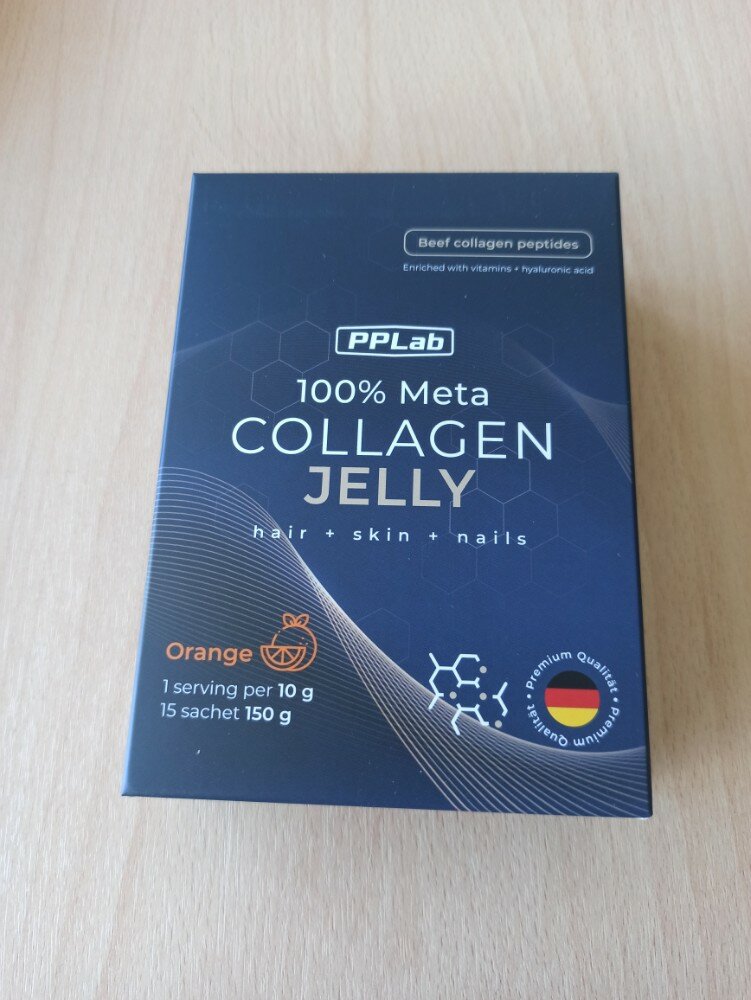 Beef collagen peptides
Enriched with vitamins + hyaluronic acid
PPLab
100% Meta
COLLAGEN
JELLY
hair + skin + nails
Orange
1 serving per 10 g
15 sachet 150 g
Premium Qualität • Premium Qualität •